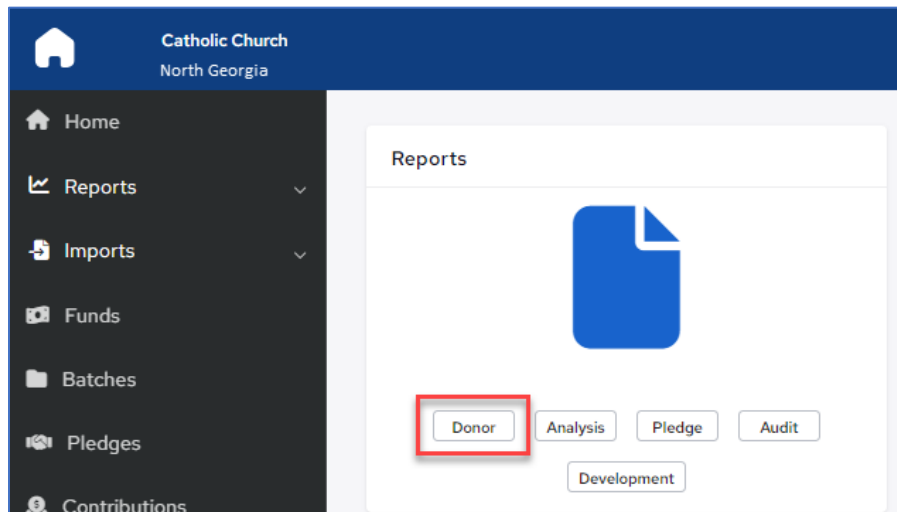 Catholic Church
North Georgia
Home
Reports
Imports
Funds
Batches
Pledges
Contributions
Reports
Donor Analysis Pledge Audit
Development